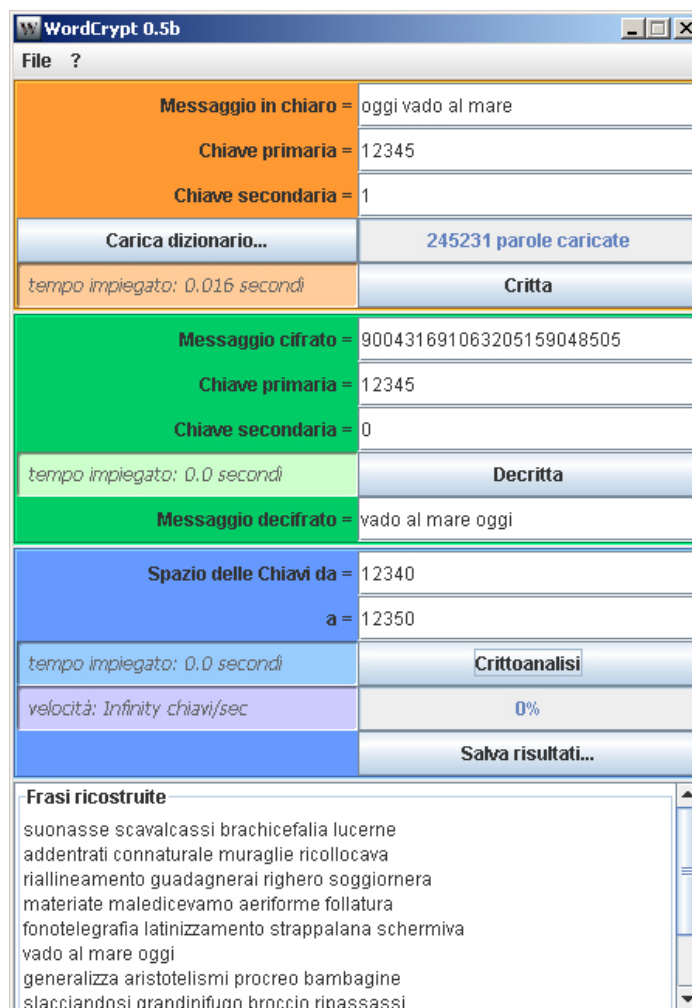 WordCrypt 0.5b
File ?
Messaggio in chiaro = oggi vado al mare
Chiave primaria = 12345
Chiave secondaria = 1
Carica dizionario... 245231 parole caricate
tempo impiegato: 0.016 secondi Critta
Messaggio cifrato = 900431691063205159048505
Chiave primaria = 12345
Chiave secondaria = 0
tempo impiegato: 0.0 secondi Decritta
Messaggio decifrato = vado al mare oggi
Spazio delle Chiavi da = 12340
a = 12350
tempo impiegato: 0.0 secondi Crittoanalisi
velocità: Infinity chiavi/sec 0%
Salva risultati...
Frasi ricostruite
suonasse scavalcassi brachicefalia lucerne
addentrati connaturale muraglie ricollocava
riallineamento guadagnerai righero soggiornera
materiate maledicevamo aeriforme follatura
fonotelegrafia latinizzamento strappalana schermiva
vado al mare oggi
generalizza aristotelismi procreo bambagine
slacciandosi grandinifugo broccio ripassassi